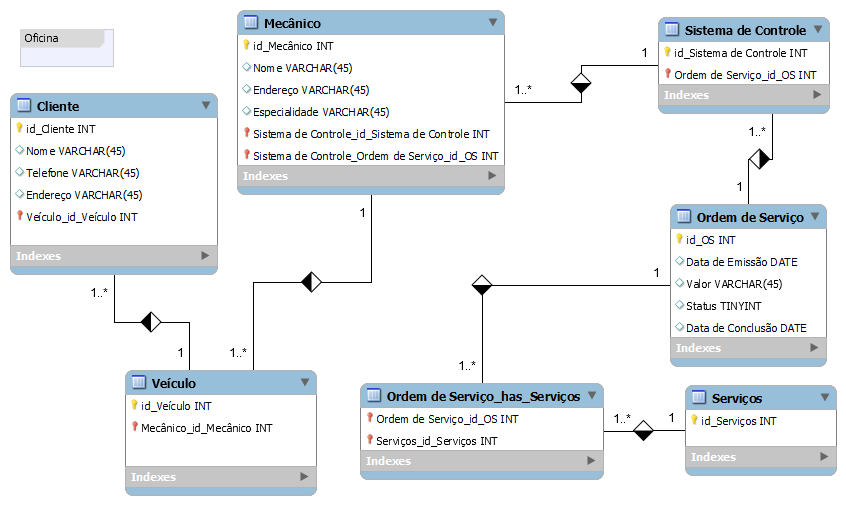 Oficina
Cliente
id_Cliente INT
Nome VARCHAR(45)
Telefone VARCHAR(45)
Endereço VARCHAR(45)
Veículo_id_Veículo INT
Indexes
Mecânico
id_Mecânico INT
Nome VARCHAR(45)
Endereço VARCHAR(45)
Especialidade VARCHAR(45)
Sistema de Controle_id_Sistema de Controle INT
Sistema de Controle_Ordem de Serviço_id_OS INT
Indexes
1..*
1
Sistema de Controle
id_Sistema de Controle INT
Ordem de Serviço_id_OS INT
Indexes
1..*
1
Ordem de Serviço
id_OS INT
Data de Emissão DATE
Valor VARCHAR(45)
Status TINYINT
Data de Conclusão DATE
Indexes
1
1..*
1..*
1
1
1..*
Veículo
id_Veículo INT
Mecânico_id_Mecânico INT
Indexes
Ordem de Serviço_has_Serviços
Ordem de Serviço_id_OS INT
Serviços_id_Serviços INT
Indexes
1..*
1
Serviços
id_Serviços INT
Indexes